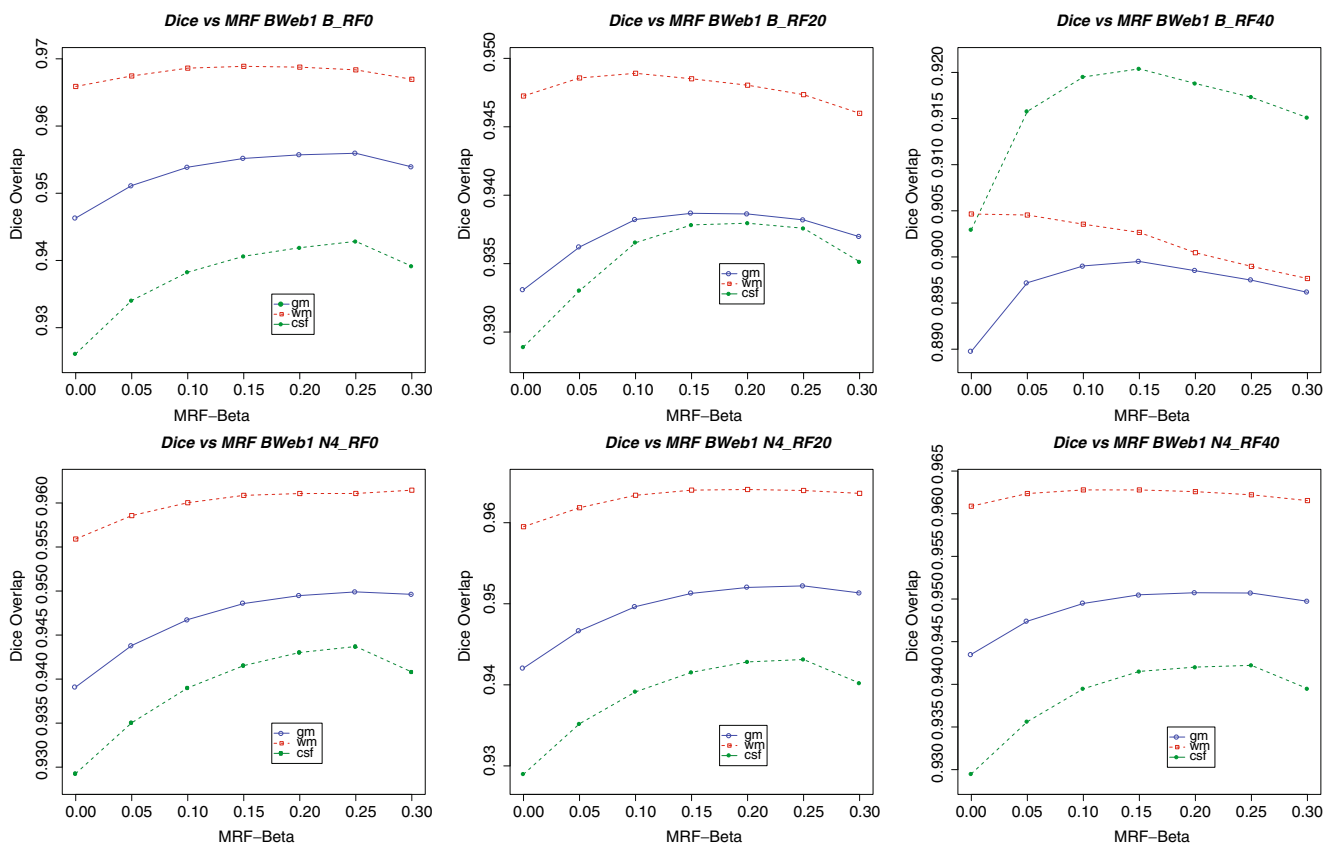 Dice vs MRF BWeb1 B_RF0
Dice Overlap
0.97
0.96
0.95
0.94
0.93
gm
wm
csf
0.00 0.05 0.10 0.15 0.20 0.25 0.30
MRF−Beta
Dice vs MRF BWeb1 B_RF20
Dice Overlap
0.950
0.945
0.940
0.935
0.930
gm
wm
csf
0.00 0.05 0.10 0.15 0.20 0.25 0.30
MRF−Beta
Dice vs MRF BWeb1 B_RF40
Dice Overlap
0.920
0.915
0.910
0.905
0.900
0.895
0.890
0.00 0.05 0.10 0.15 0.20 0.25 0.30
MRF−Beta
Dice vs MRF BWeb1 N4_RF0
Dice Overlap
0.960
0.955
0.950
0.945
0.940
0.935
0.930
gm
wm
csf
0.00 0.05 0.10 0.15 0.20 0.25 0.30
MRF−Beta
Dice vs MRF BWeb1 N4_RF20
Dice Overlap
0.96
0.95
0.94
0.93
gm
wm
csf
0.00 0.05 0.10 0.15 0.20 0.25 0.30
MRF−Beta
Dice vs MRF BWeb1 N4_RF40
Dice Overlap
0.965
0.960
0.955
0.950
0.945
0.940
0.935
0.930
gm
wm
csf
0.00 0.05 0.10 0.15 0.20 0.25 0.30
MRF−Beta